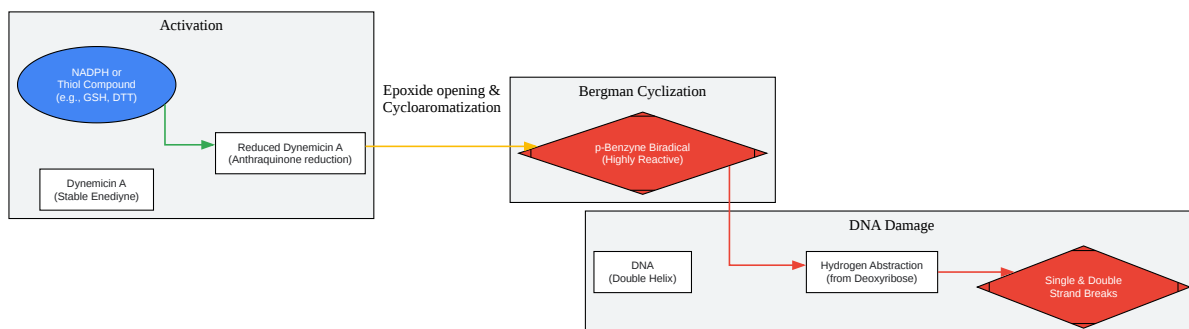 Activation
NADPH or
Thiol Compound
(e.g., GSH, DTT)
Reduced Dynemicin A
(Anthraquinone reduction)
Dynemicin A
(Stable Enediyne)
Epoxide opening &
Cycloaromatization
Bergman Cyclization
p-Benzyne Biradical
(Highly Reactive)
DNA Damage
DNA
(Double Helix)
Hydrogen Abstraction
(from Deoxyribose)
Single & Double
Strand Breaks